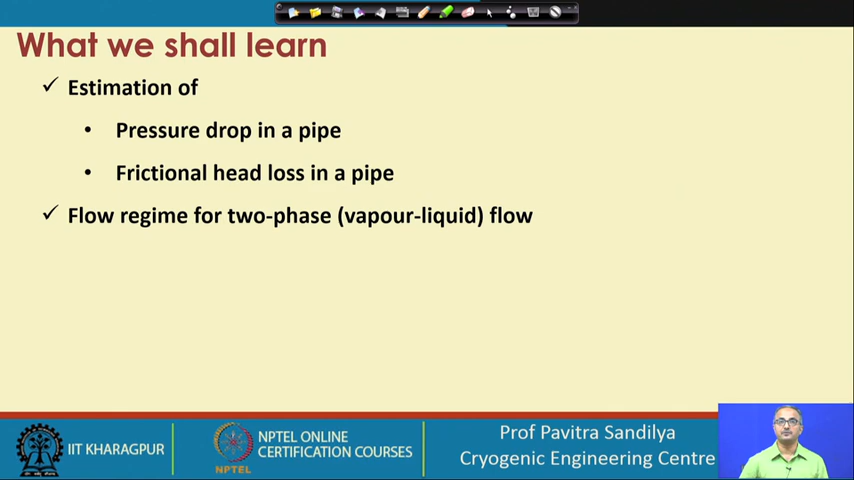 What we shall learn
✓ Estimation of
• Pressure drop in a pipe
• Frictional head loss in a pipe
✓ Flow regime for two-phase (vapour-liquid) flow
IIT KHARAGPUR
NPTEL
NPTEL ONLINE
CERTIFICATION COURSES
Prof Pavitra Sandilya
Cryogenic Engineering Centre